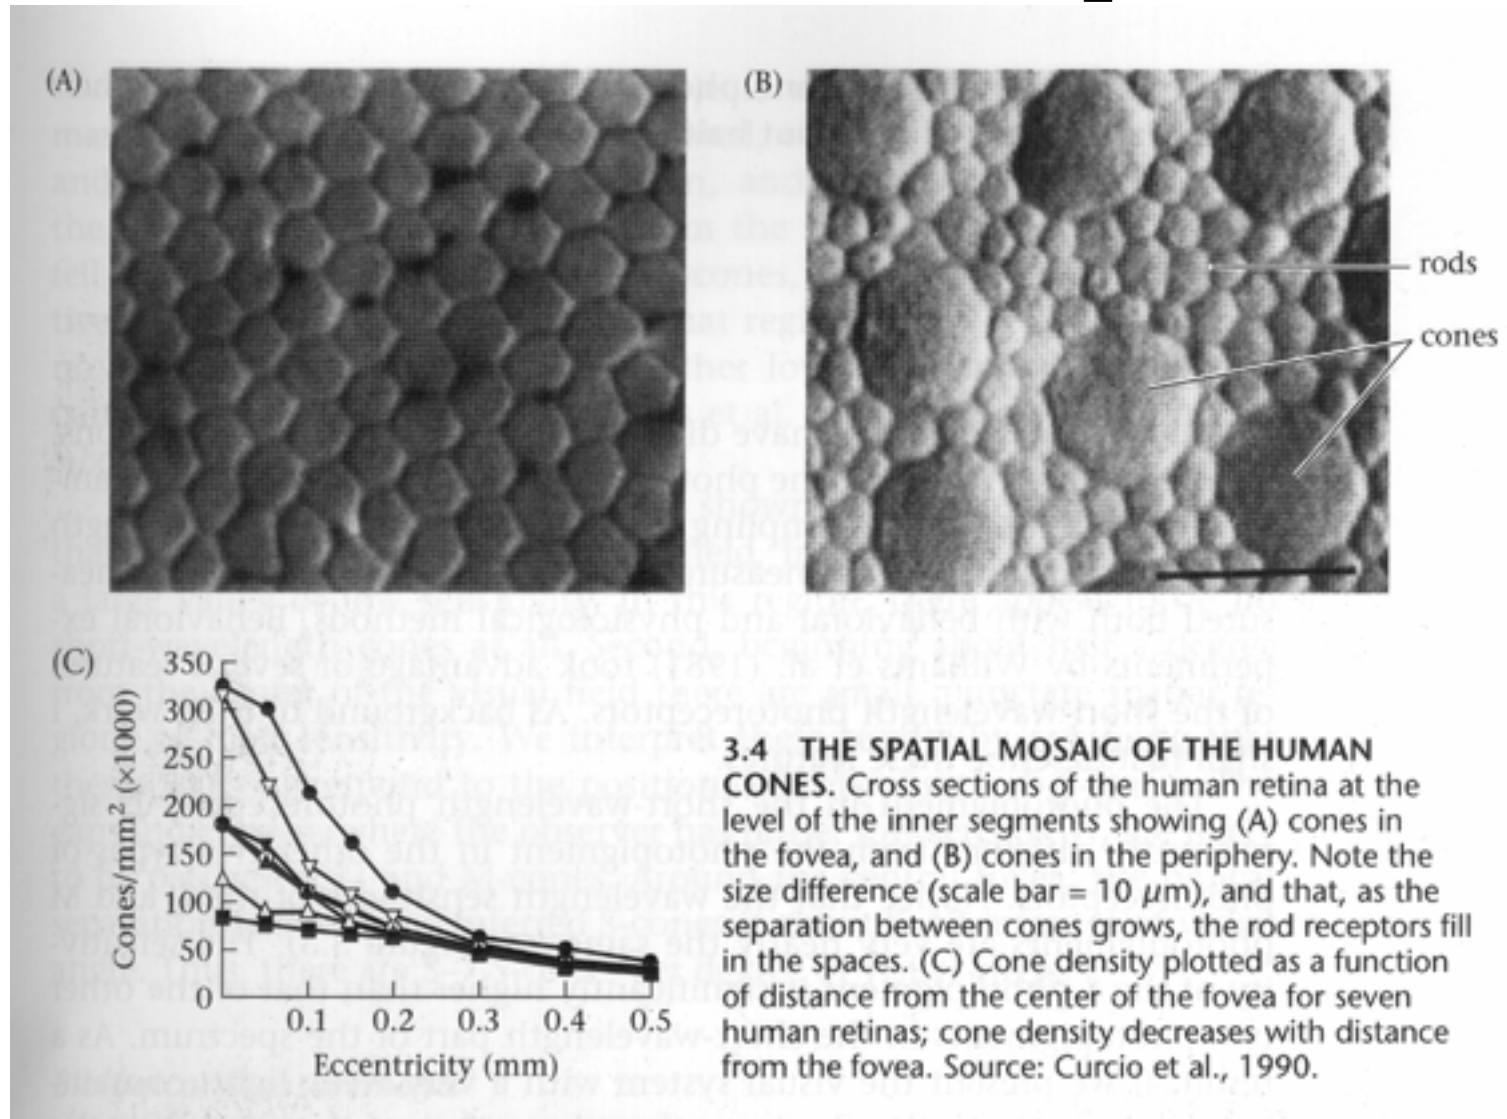 (A)
(B)
rods
cones
(C)
350
300
250
200
150
100
50
0
Cones/mm² (×1000)
0.1 0.2 0.3 0.4 0.5
Eccentricity (mm)
3.4 THE SPATIAL MOSAIC OF THE HUMAN
CONES. Cross sections of the human retina at the
level of the inner segments showing (A) cones in
the fovea, and (B) cones in the periphery. Note the
size difference (scale bar = 10 μm), and that, as the
separation between cones grows, the rod receptors fill
in the spaces. (C) Cone density plotted as a function
of distance from the center of the fovea for seven
human retinas; cone density decreases with distance
from the fovea. Source: Curcio et al., 1990.